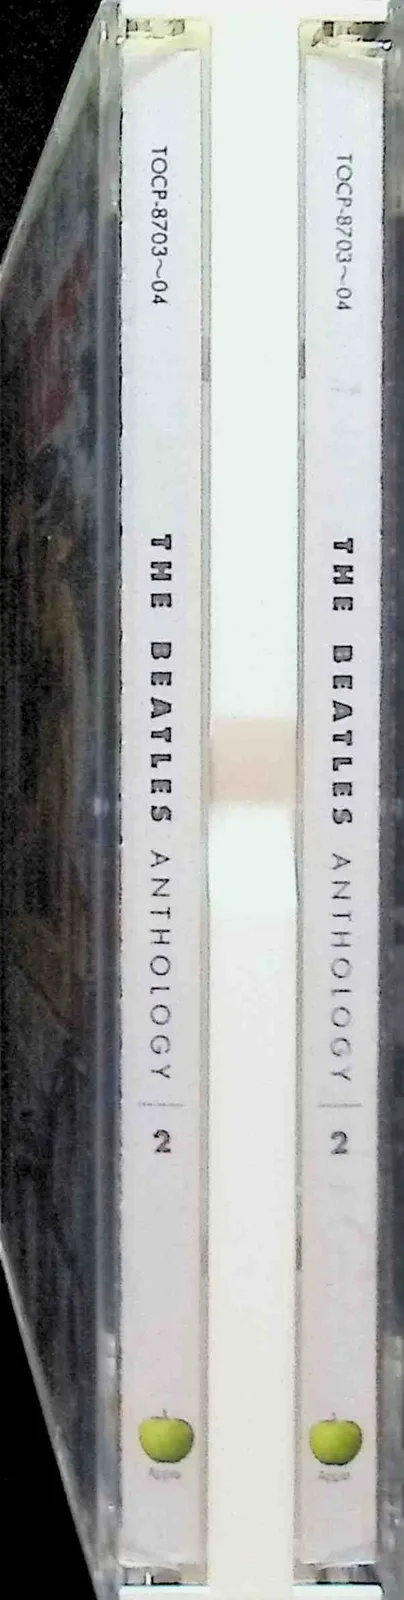 TOCP-8703~04
THE BEATLES ANTHOLOGY 2
Apple
TOCP-8703~04
THE BEATLES ANTHOLOGY 2
Apple